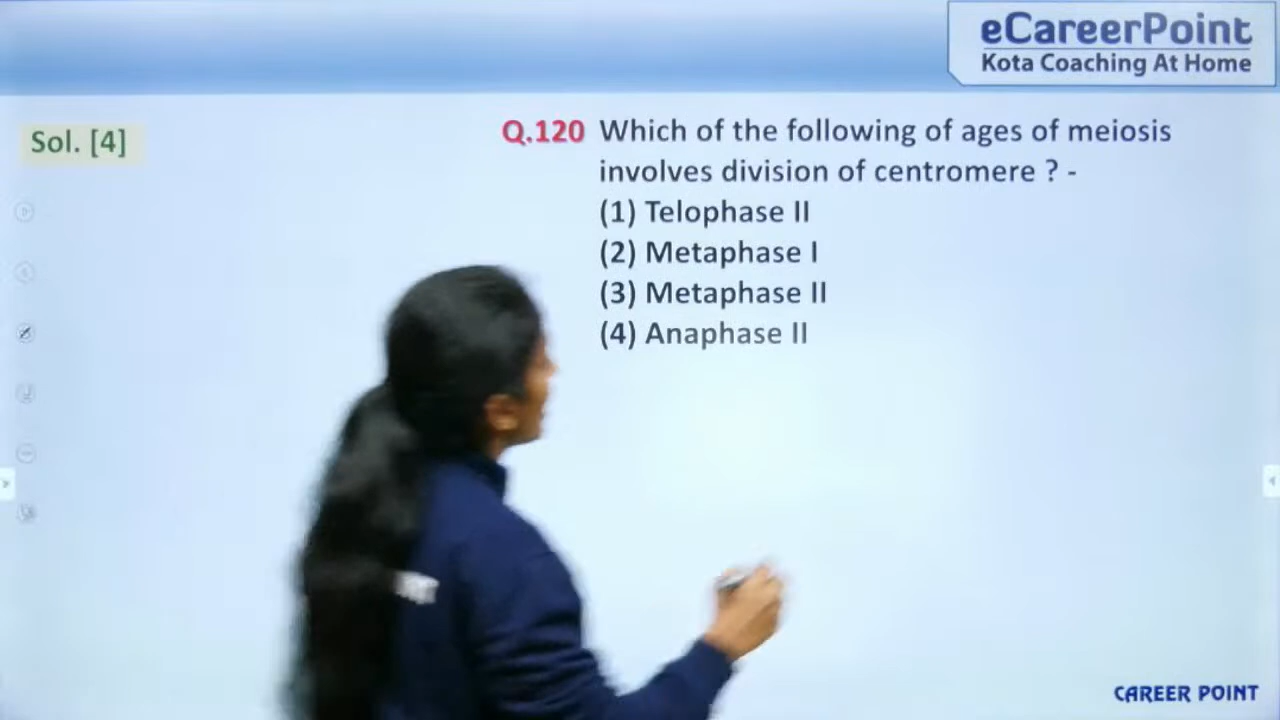 eCareerPoint
Kota Coaching At Home
Sol. [4]
Q.120 Which of the following of ages of meiosis
involves division of centromere ? -
(1) Telophase II
(2) Metaphase I
(3) Metaphase II
(4) Anaphase II
CAREER POINT